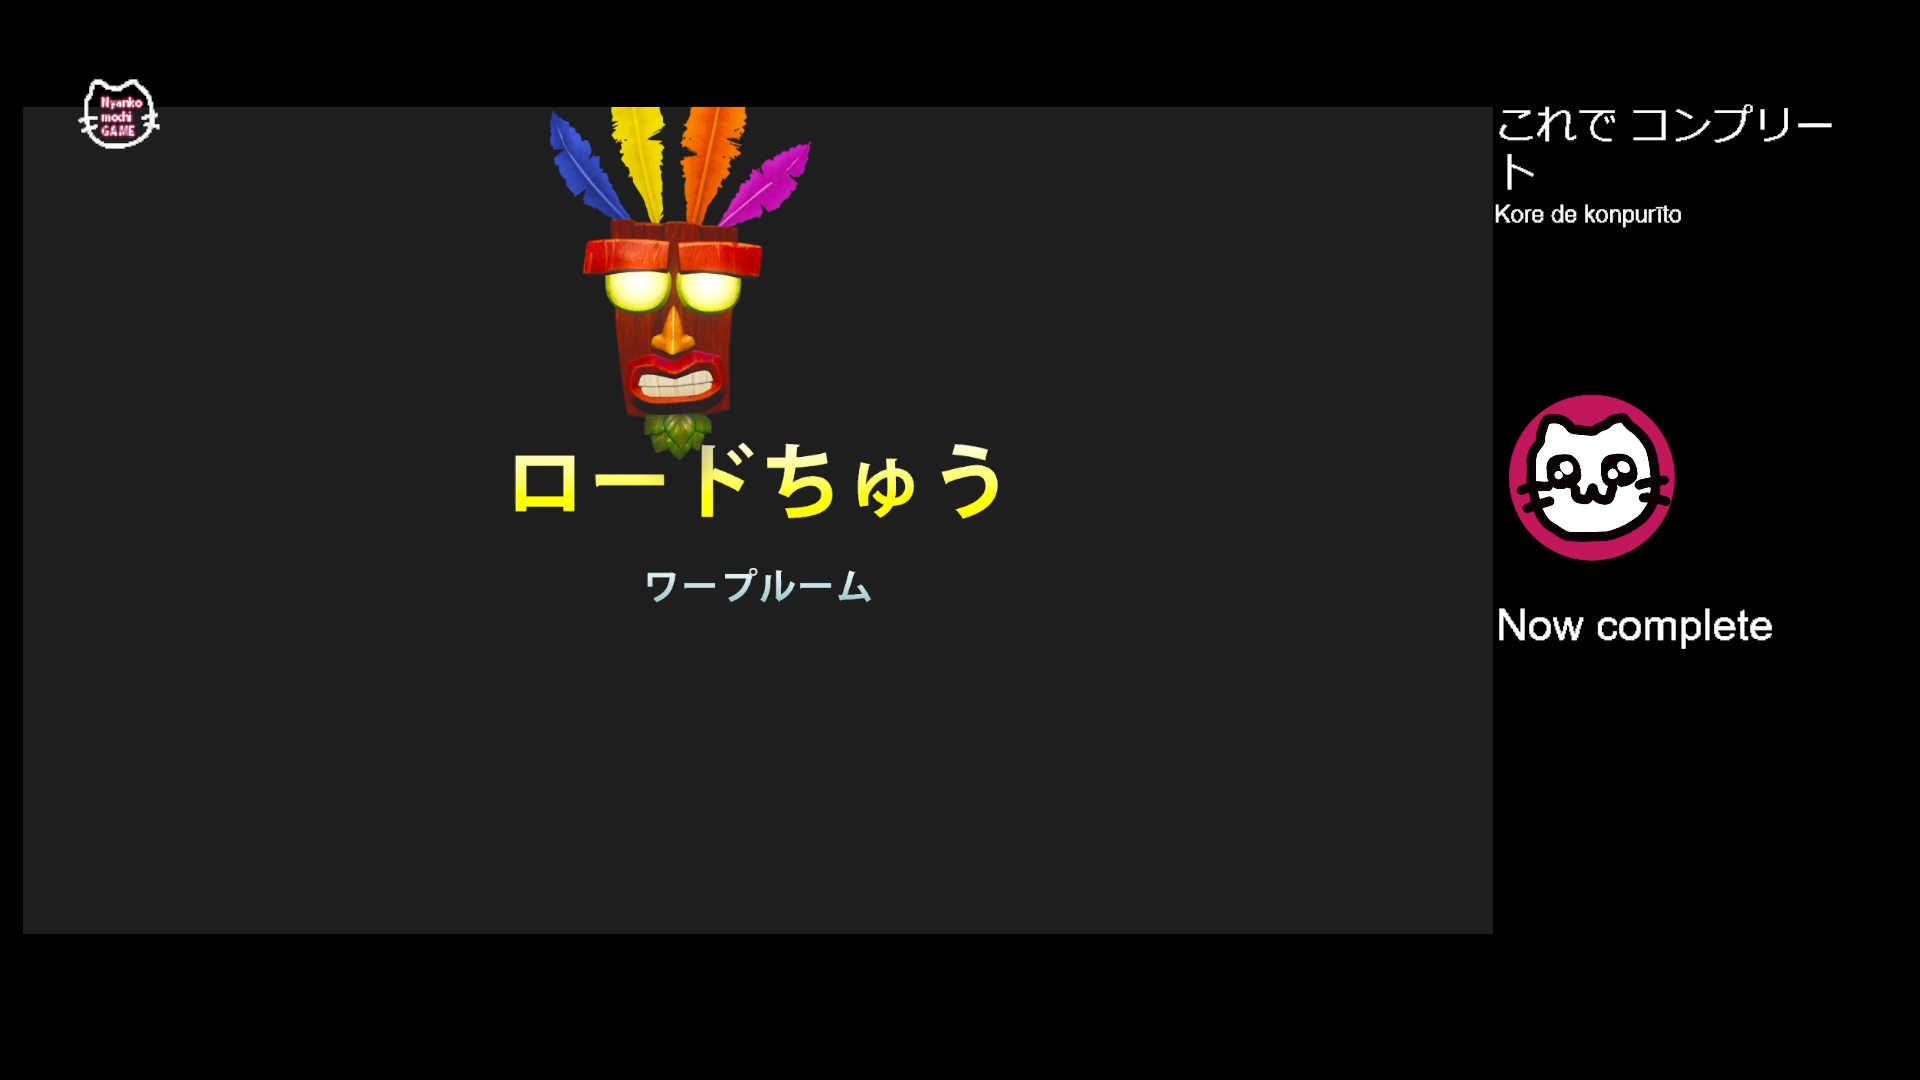 Nyanko
mochi
GAME
これで コンプリー
ト
Kore de konpurīto
ロードちゅう
ワープルーム
Now complete